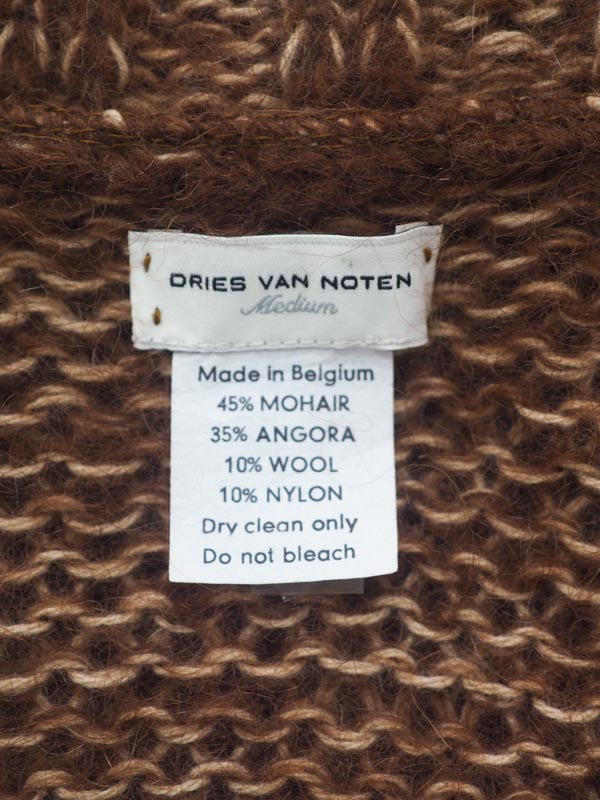 DRIES VAN NOTEN
Medium
Made in Belgium
45% MOHAIR
35% ANGORA
10% WOOL
10% NYLON
Dry clean only
Do not bleach